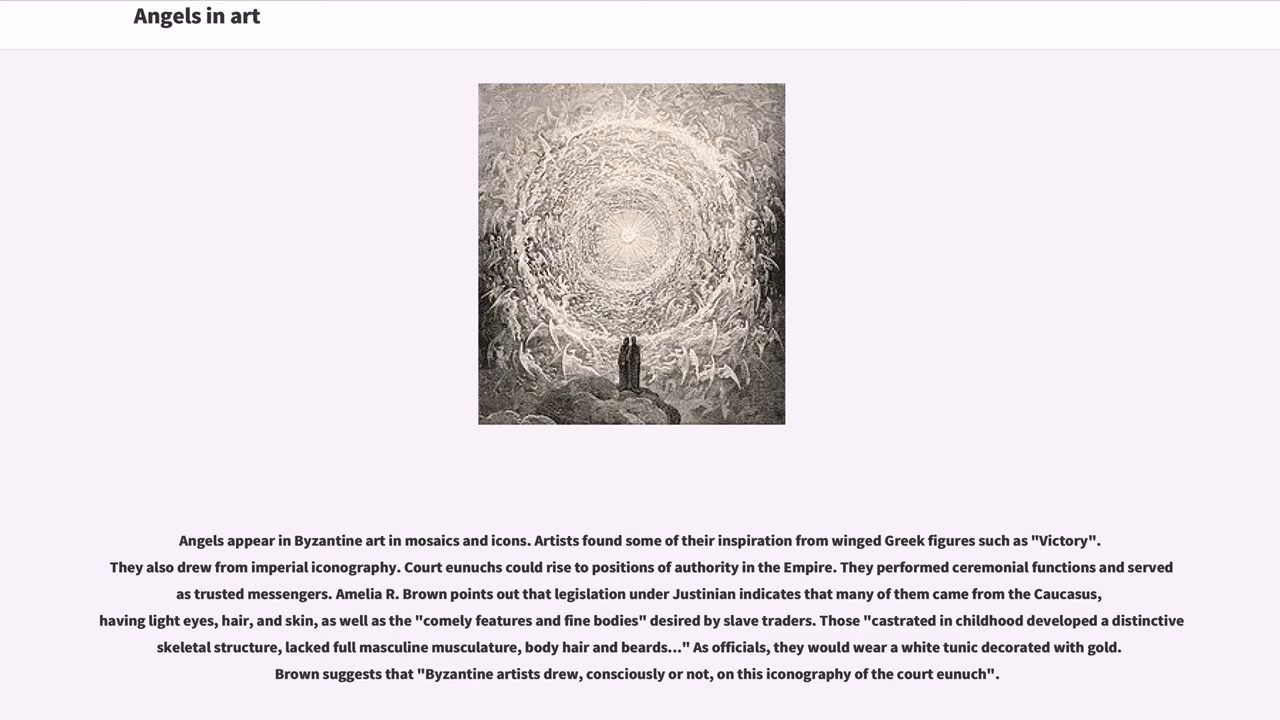 Angels in art
Angels appear in Byzantine art in mosaics and icons. Artists found some of their inspiration from winged Greek figures such as "Victory".
They also drew from imperial iconography. Court eunuchs could rise to positions of authority in the Empire. They performed ceremonial functions and served
as trusted messengers. Amelia R. Brown points out that legislation under Justinian indicates that many of them came from the Caucasus,
having light eyes, hair, and skin, as well as the "comely features and fine bodies" desired by slave traders. Those "castrated in childhood developed a distinctive
skeletal structure, lacked full masculine musculature, body hair and beards..." As officials, they would wear a white tunic decorated with gold.
Brown suggests that "Byzantine artists drew, consciously or not, on this iconography of the court eunuch".